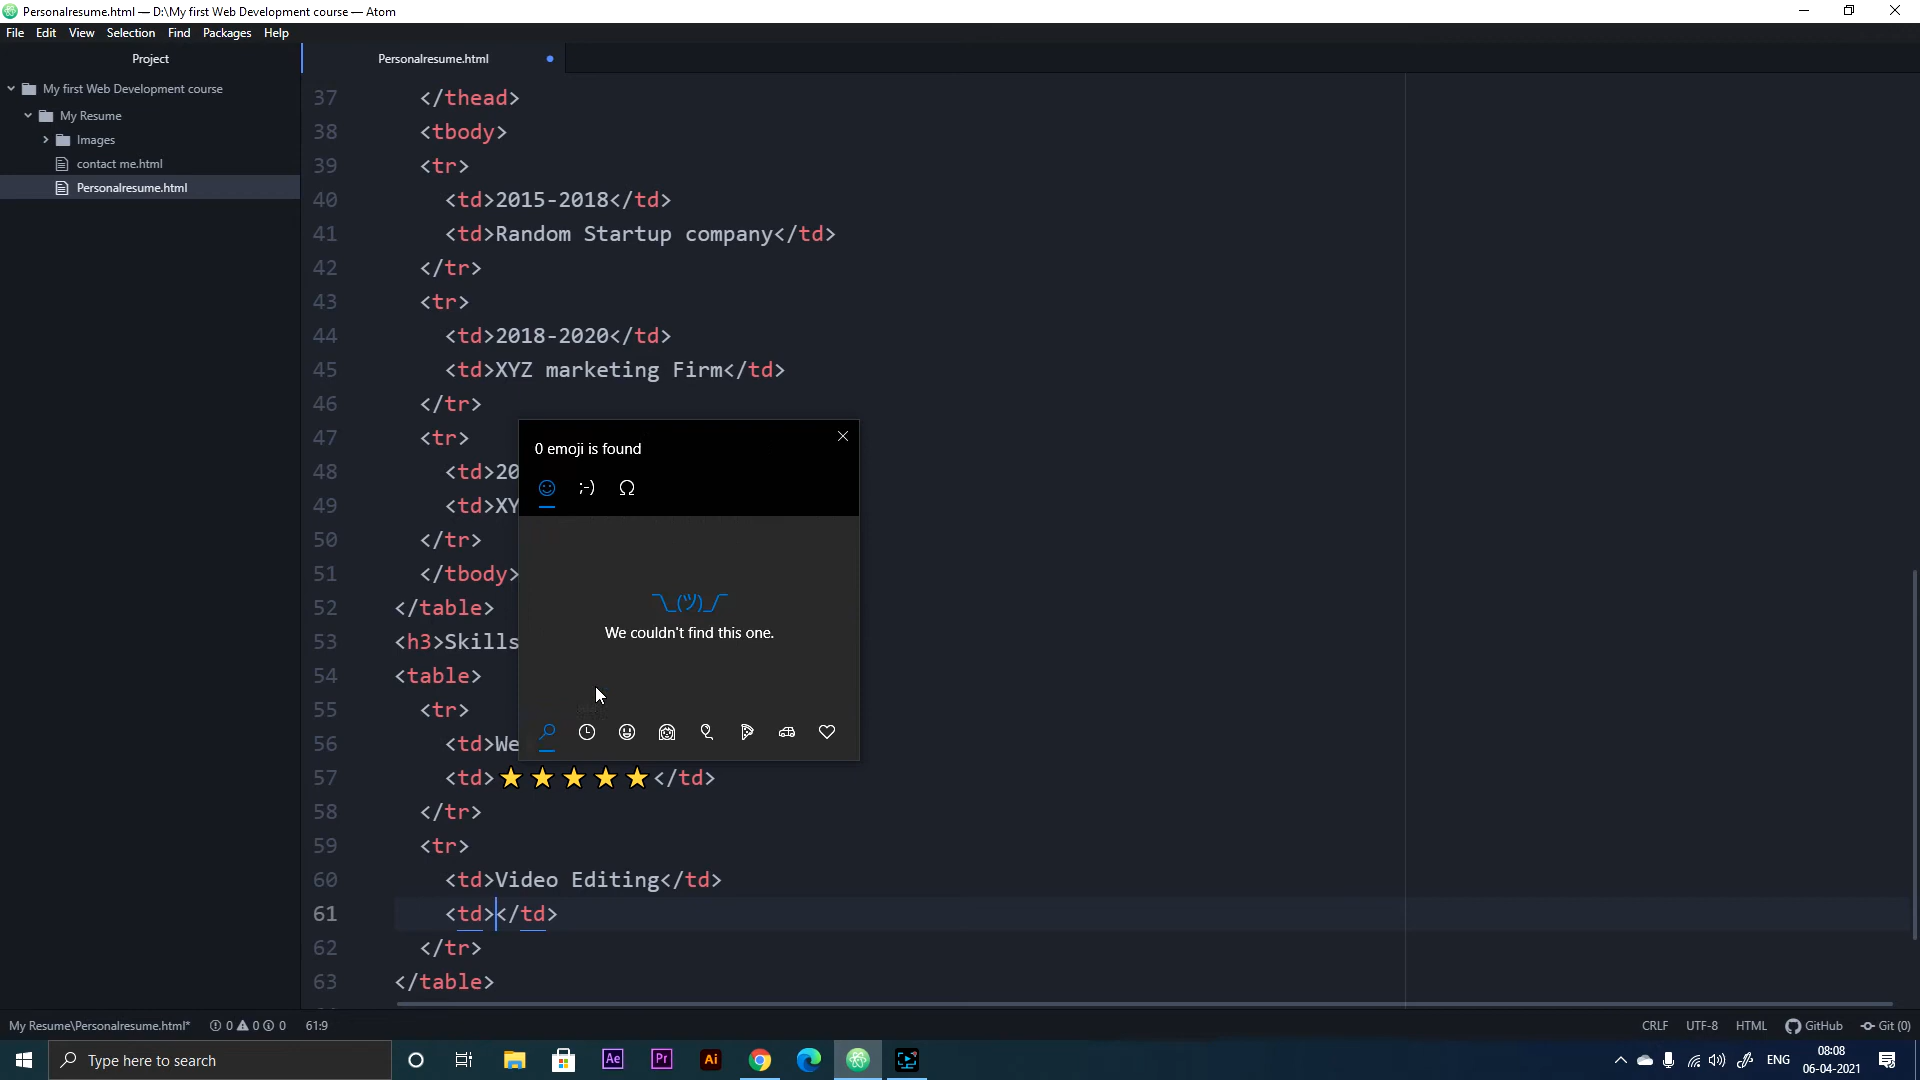 Personalresume.html — D:\My first Web Development course — Atom
File Edit View Selection Find Packages Help
Project
Personalresume.html
My first Web Development course
My Resume
Images
contact me.html
Personalresume.html
37 </thead>
38 <tbody>
39 <tr>
40 <td>2015-2018</td>
41 <td>Random Startup company</td>
42 </tr>
43 <tr>
44 <td>2018-2020</td>
45 <td>XYZ marketing Firm</td>
46 </tr>
47 <tr>
48 <td>20
49 <td>XY
50 </tr>
51 </tbody>
52 </table>
53 <h3>Skills
54 <table>
55 <tr>
56 <td>We
57 <td>⭐⭐⭐⭐⭐</td>
58 </tr>
59 <tr>
60 <td>Video Editing</td>
61 <td></td>
62 </tr>
63 </table>
0 emoji is found
;-) Ω
¯\_(ツ)_/¯
We couldn't find this one.
My Resume\Personalresume.html* 0 0 0 61:9
CRLF UTF-8 HTML GitHub Git (0)
Type here to search
Ae Pr Ai
ENG
08:08
06-04-2021